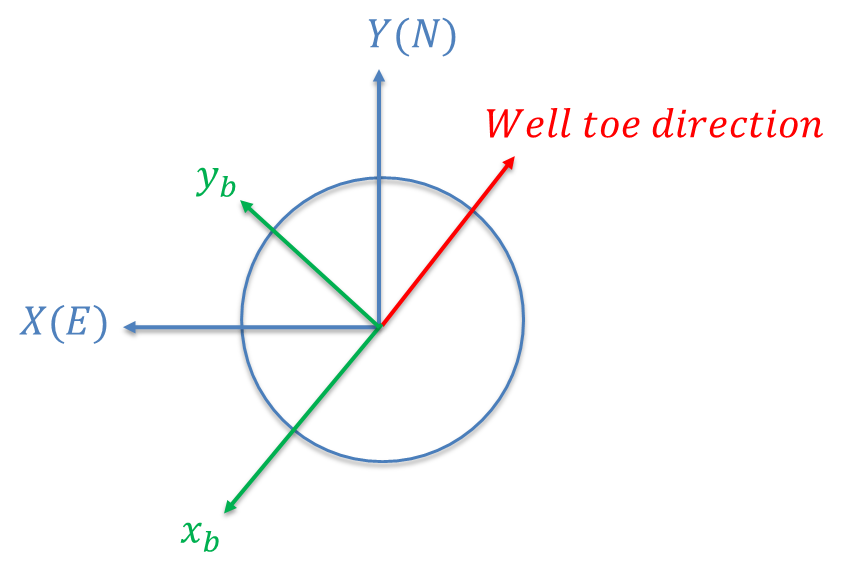 Y(N)
Well toe direction
y_b
X(E)
x_b